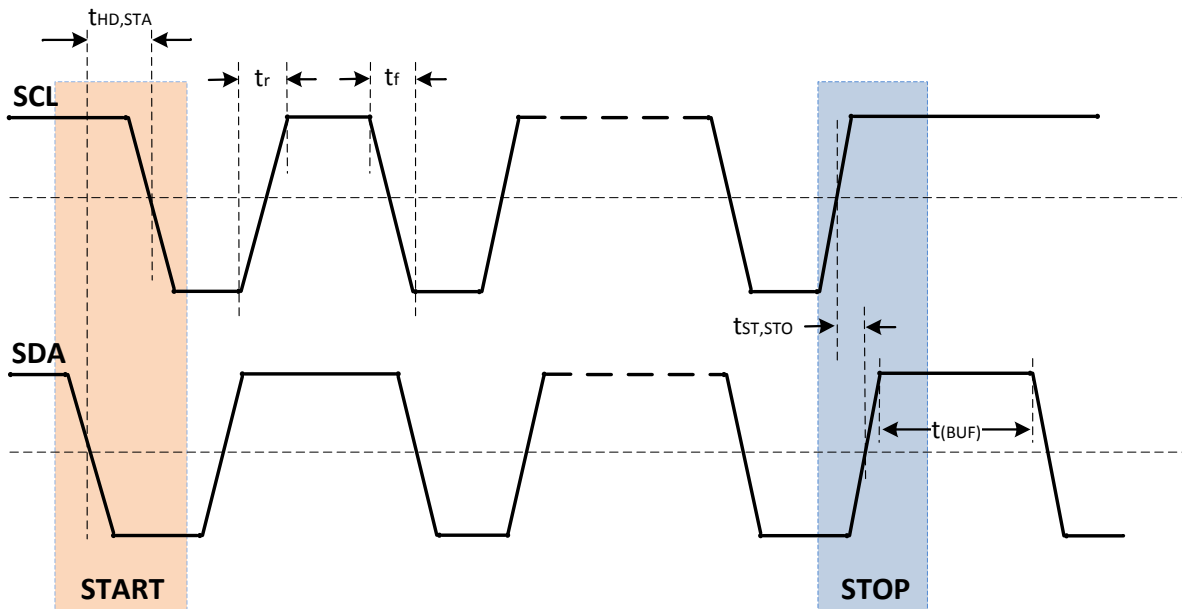 tHD,STA
tr
tf
SCL
tST,STO
SDA
t(BUF)
START
STOP